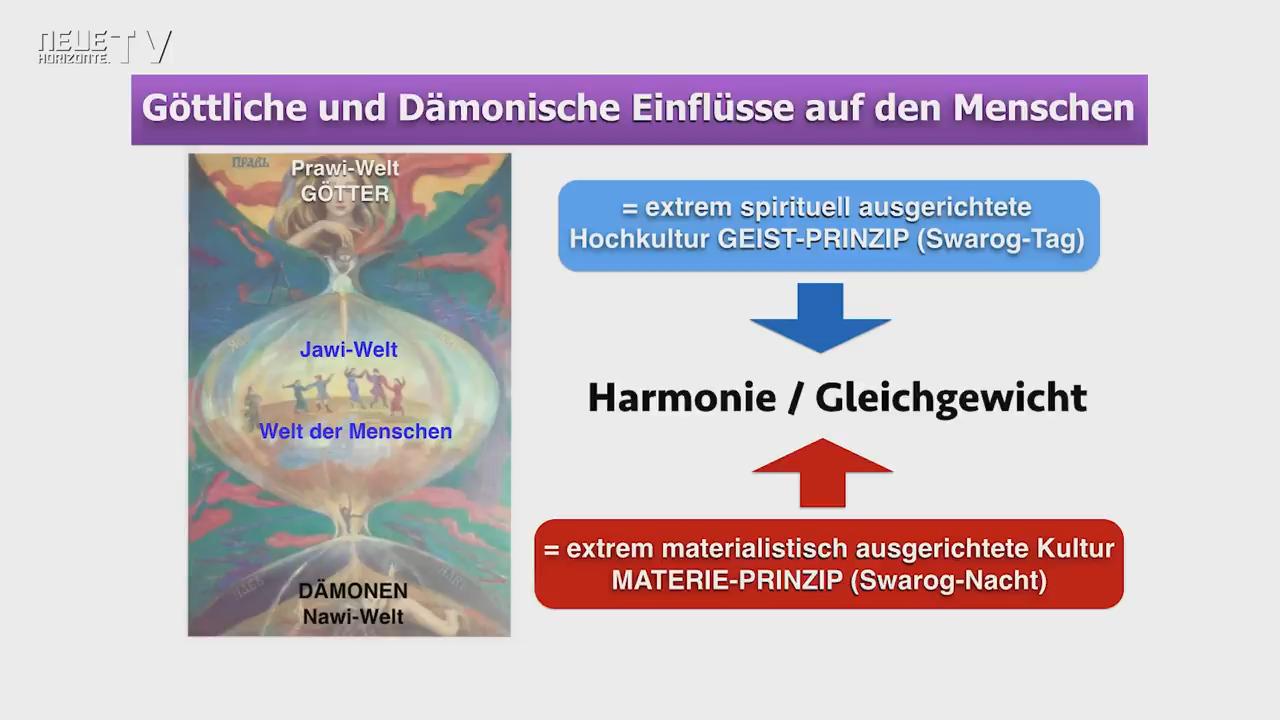 NEUE TV
HORIZONTE.
Göttliche und Dämonische Einflüsse auf den Menschen
ПРАВЬ
Prawi-Welt
GÖTTER
= extrem spirituell ausgerichtete
Hochkultur GEIST-PRINZIP (Swarog-Tag)
Jawi-Welt
Welt der Menschen
Harmonie / Gleichgewicht
= extrem materialistisch ausgerichtete Kultur
MATERIE-PRINZIP (Swarog-Nacht)
DÄMONEN
Nawi-Welt